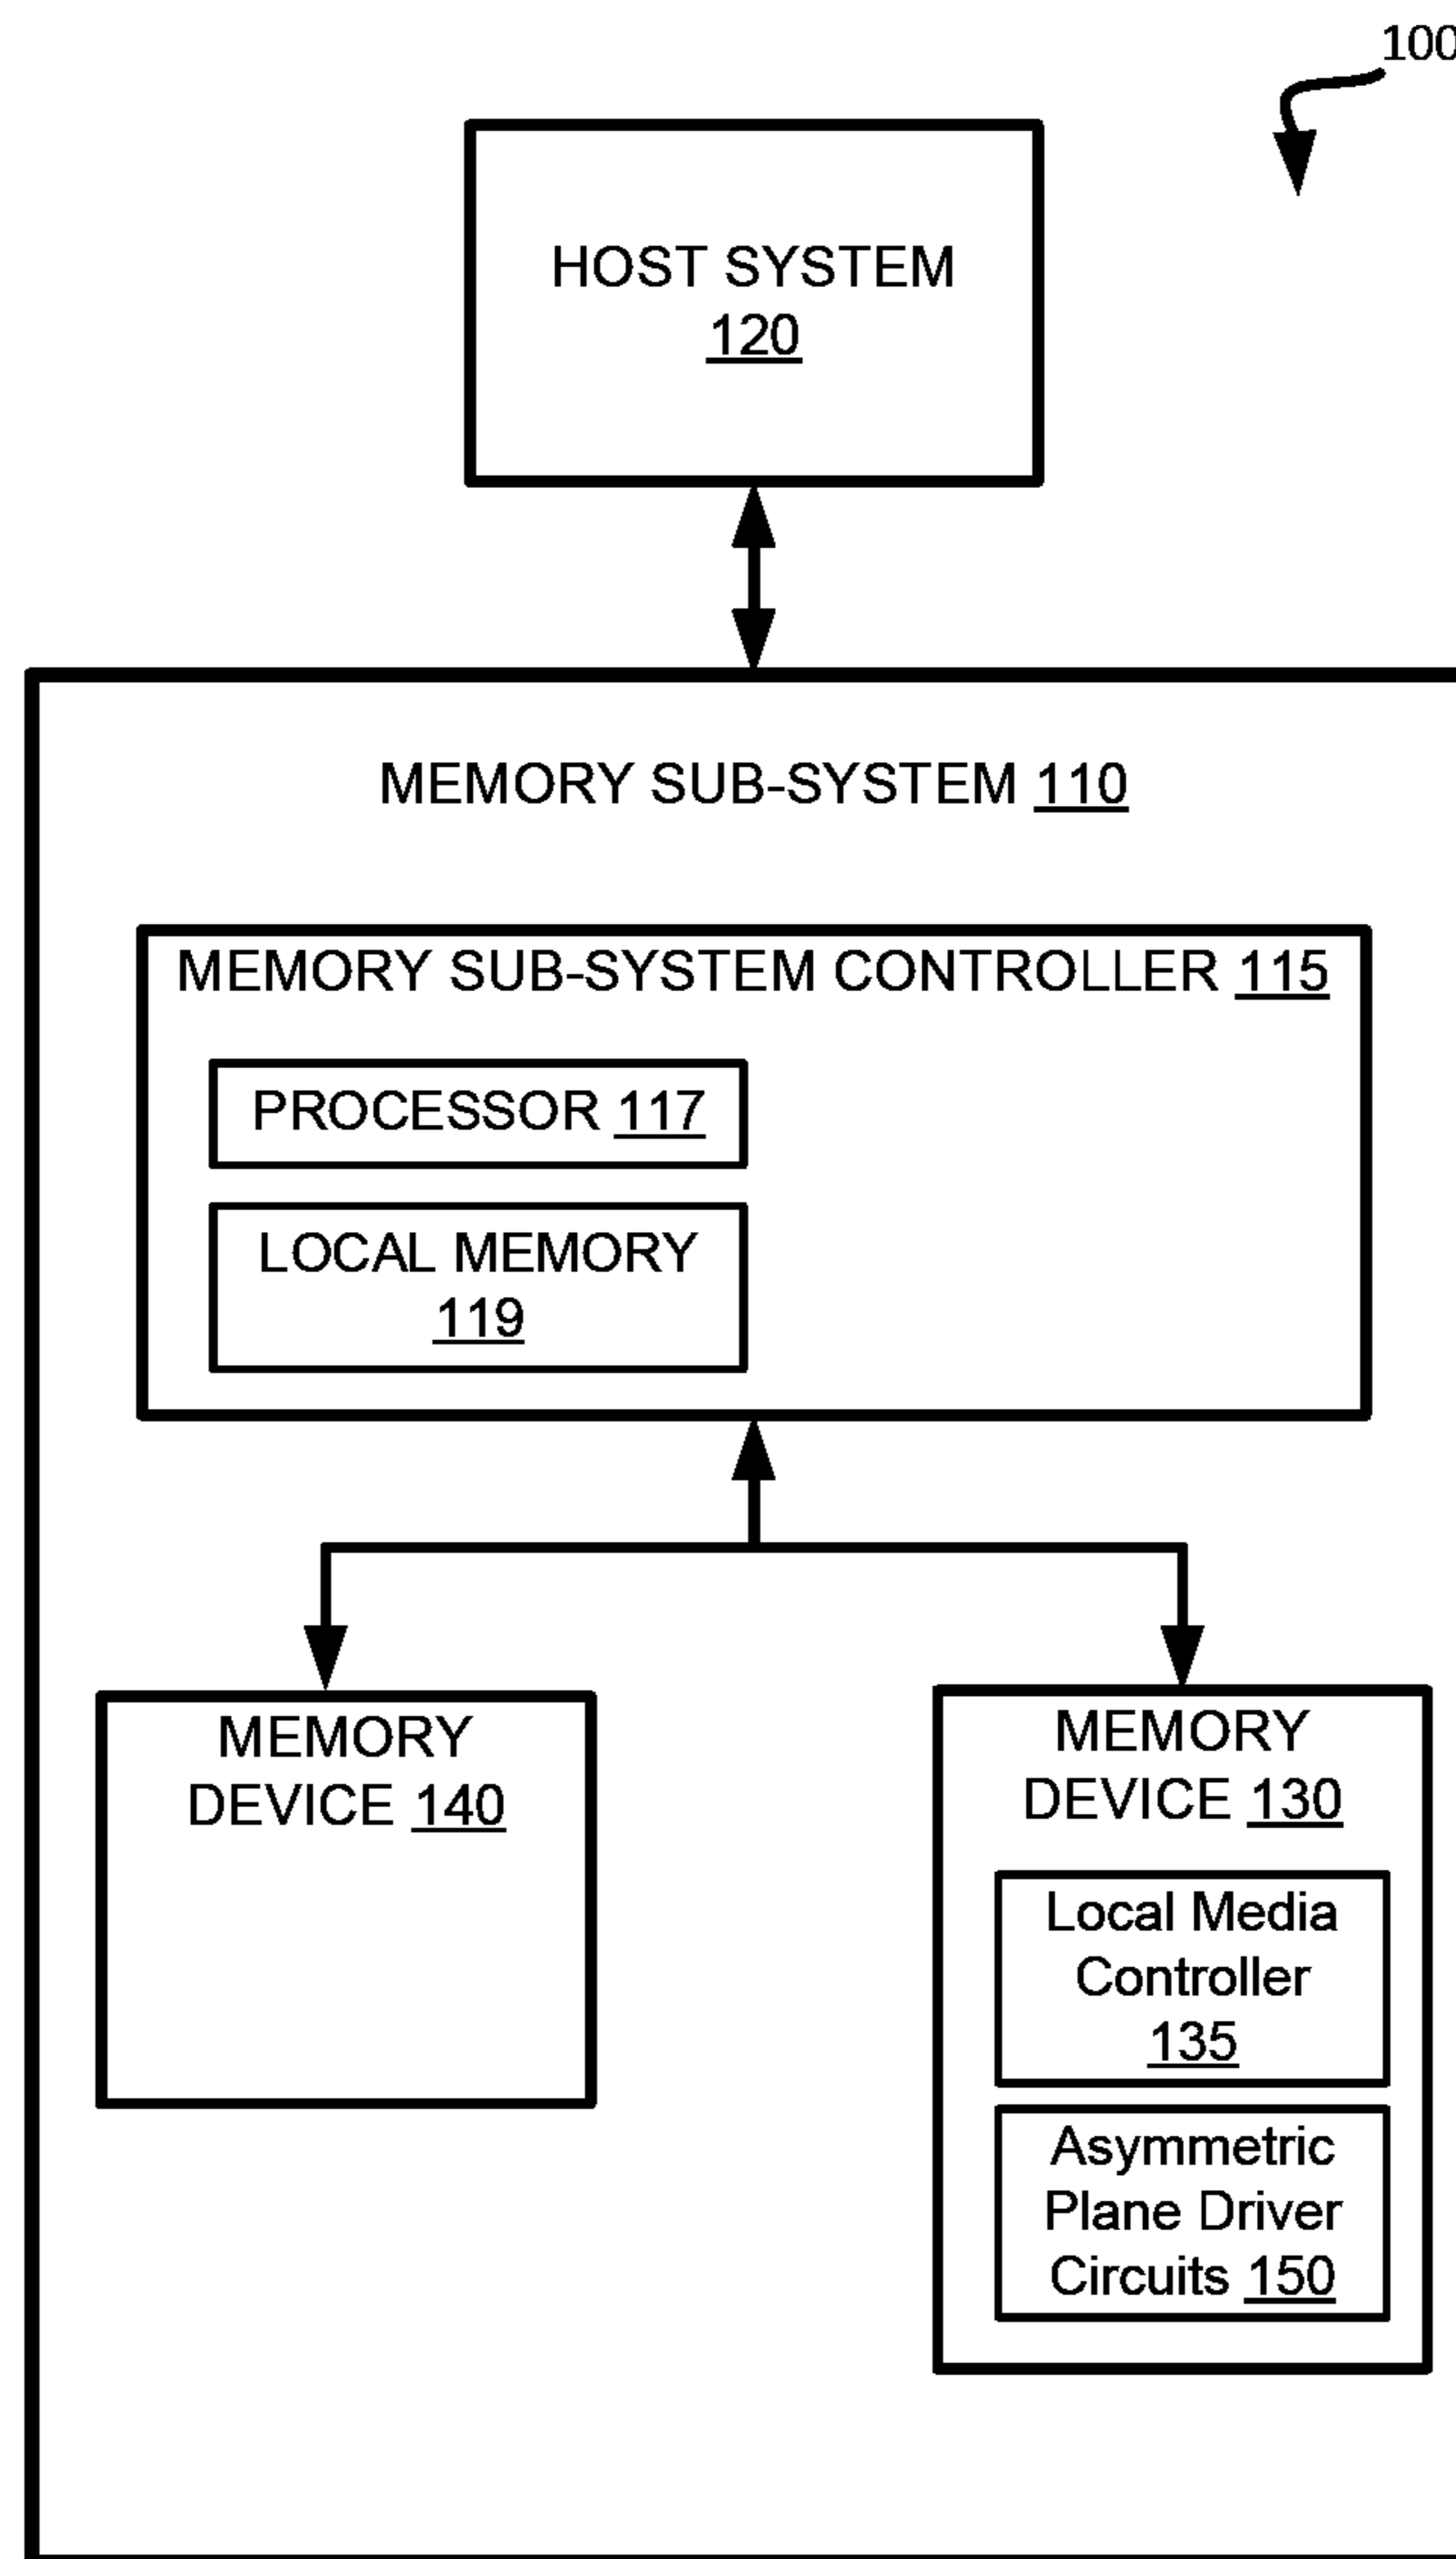 100
HOST SYSTEM
120
MEMORY SUB-SYSTEM 110
MEMORY SUB-SYSTEM CONTROLLER 115
PROCESSOR 117
LOCAL MEMORY
119
MEMORY
DEVICE 140
MEMORY
DEVICE 130
Local Media
Controller
135
Asymmetric
Plane Driver
Circuits 150